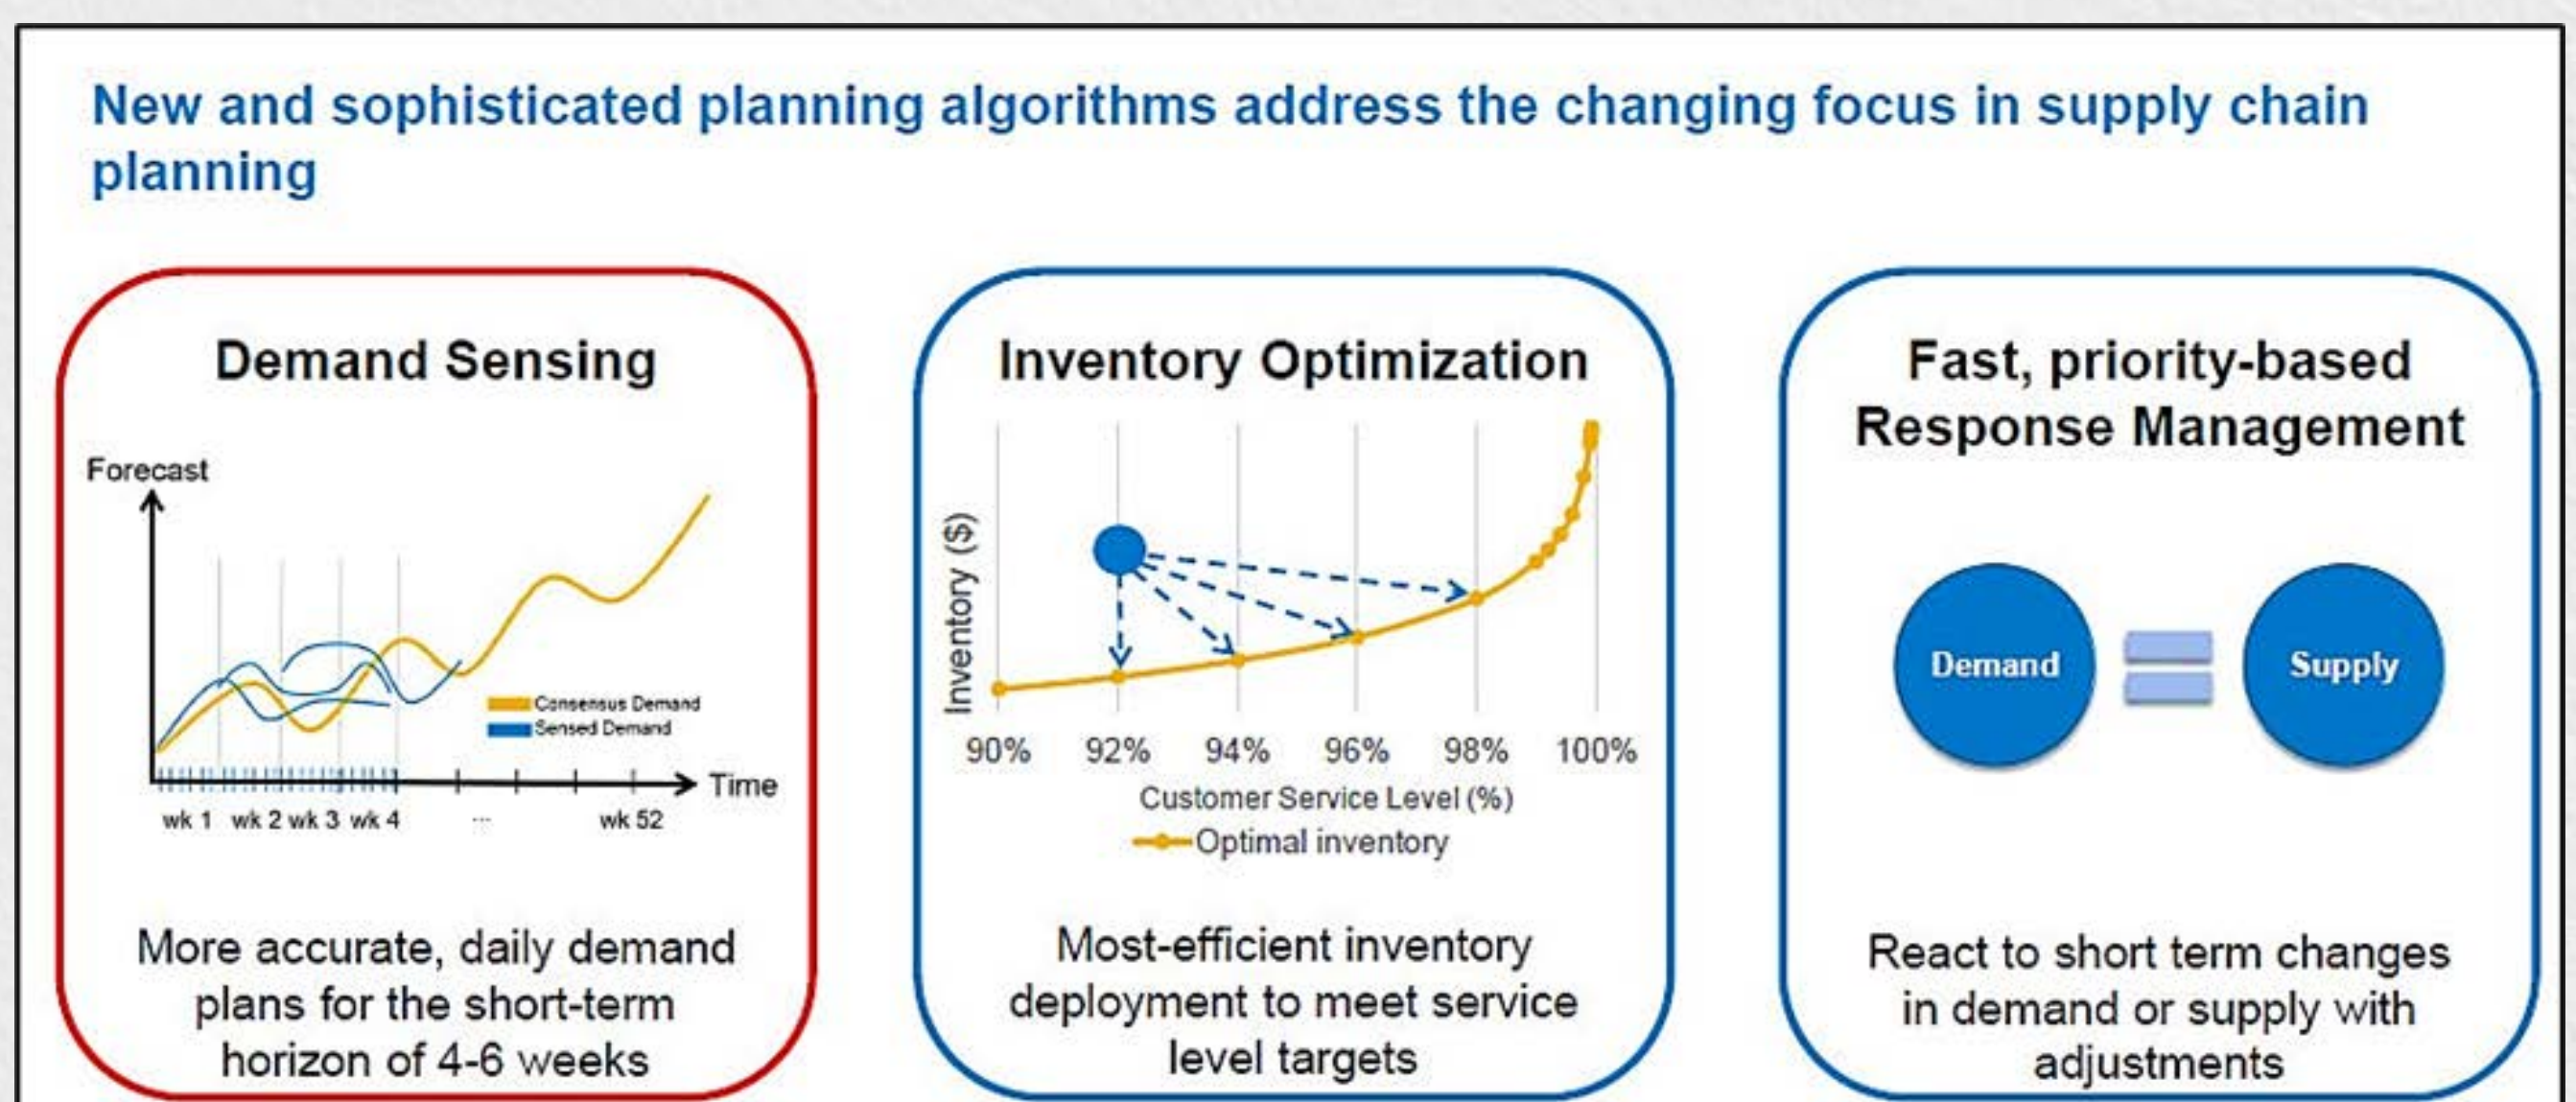 New and sophisticated planning algorithms address the changing focus in supply chain
planning
Demand Sensing
Forecast
Consensus Demand
Sensed Demand
Time
wk 1 wk 2 wk 3 wk 4 ... wk 52
More accurate, daily demand
plans for the short-term
horizon of 4-6 weeks
Inventory Optimization
Inventory ($)
90% 92% 94% 96% 98% 100%
Customer Service Level (%)
Optimal inventory
Most-efficient inventory
deployment to meet service
level targets
Fast, priority-based
Response Management
Demand
Supply
React to short term changes
in demand or supply with
adjustments